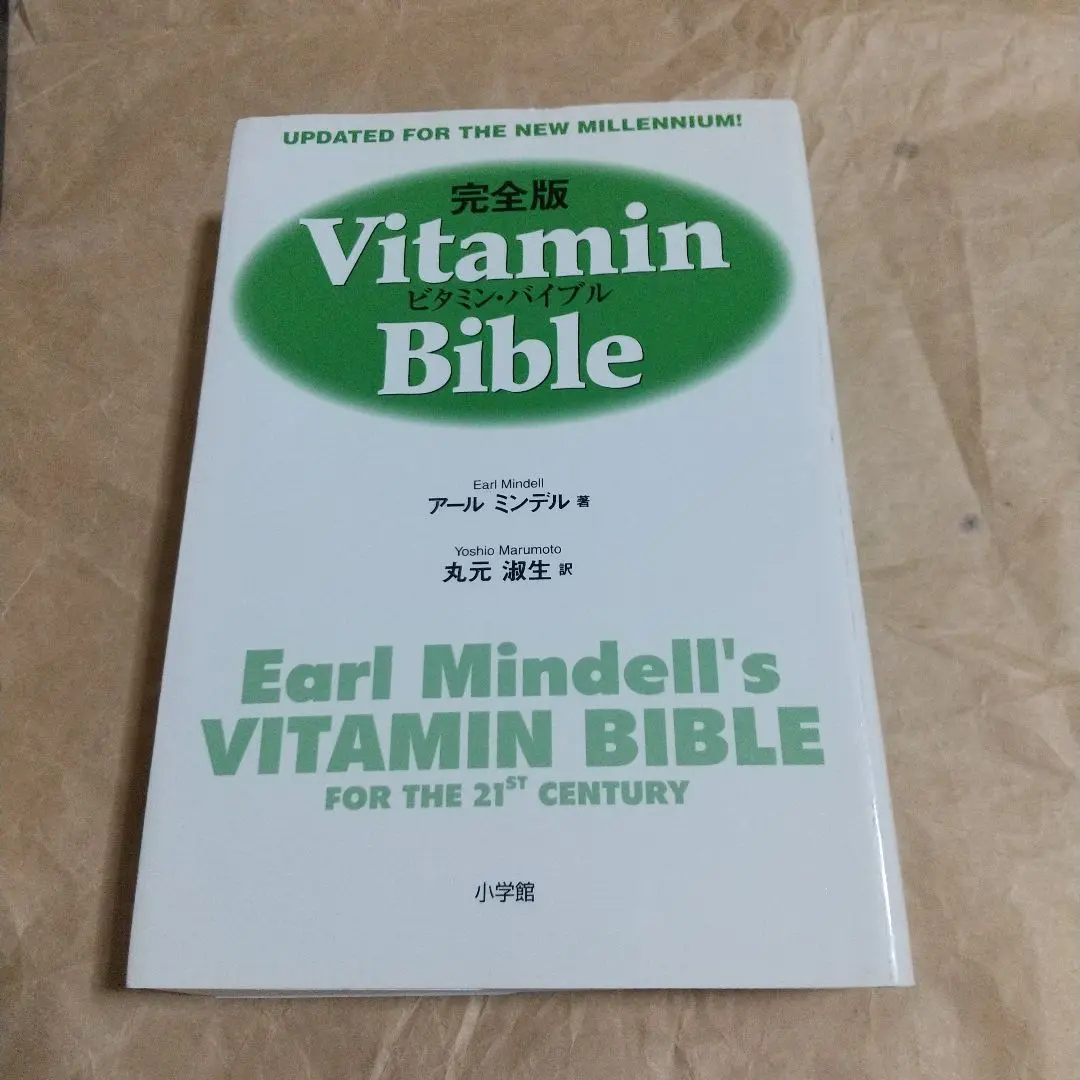 UPDATED FOR THE NEW MILLENNIUM!
完全版
Vitamin
ビタミン・バイブル
Bible
Earl Mindell
アール ミンデル 著
Yoshio Marumoto
丸元 淑生 訳
Earl Mindell's
VITAMIN BIBLE
FOR THE 21ST CENTURY
小学館